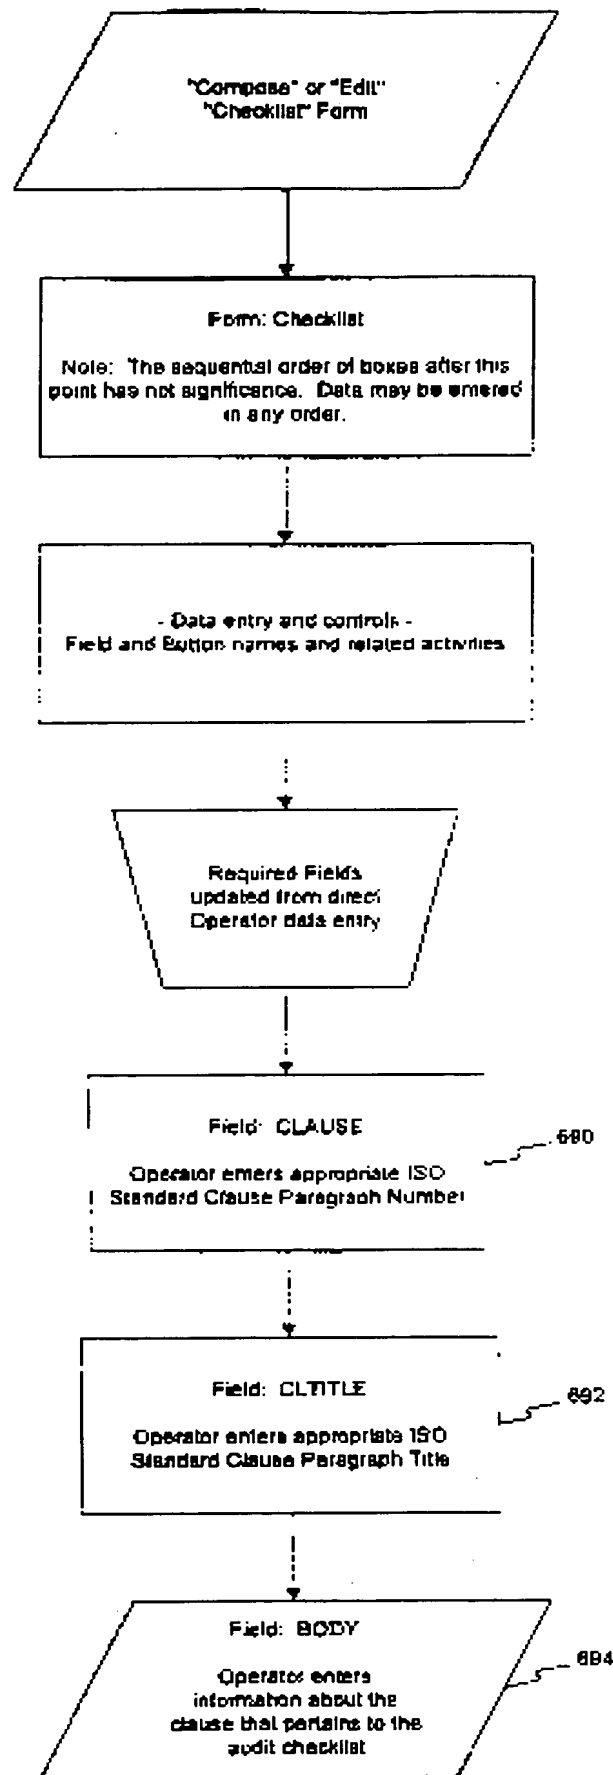 "Compose" or "Edit"
"Checklist" Form
Form: Checklist
Note: The sequential order of boxes after this
point has not significance. Data may be entered
in any order.
- Data entry and controls -
Field and Button names and related activities
Required Fields
updated from direct
Operator data entry
Field: CLAUSE
Operator enters appropriate ISO
Standard Clause Paragraph Number
690
Field: CLTITLE
Operator enters appropriate ISO
Standard Clause Paragraph Title
692
Field: BODY
Operator enters
information about the
clause that pertains to the
audit checklist
694